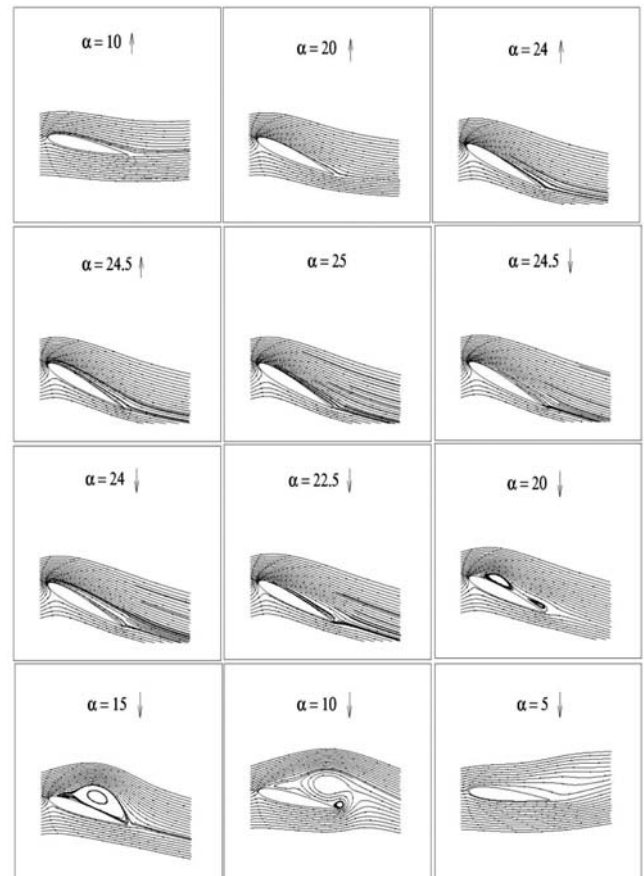 α = 10 ↑
α = 20 ↑
α = 24 ↑
α = 24.5 ↑
α = 25
α = 24.5 ↓
α = 24 ↓
α = 22.5 ↓
α = 20 ↓
α = 15 ↓
α = 10 ↓
α = 5 ↓